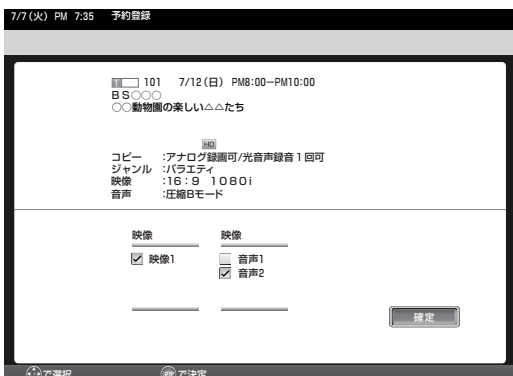 7/7(火) PM 7:35 予約登録
101 7/12(日) PM8:00−PM10:00
BS○○○
○○動物園の楽しい△△たち
HD
コピー :アナログ録画可/光音声録音1回可
ジャンル :バラエティ
映像 :16:9 1080i
音声 :圧縮Bモード
映像 映像
映像1 音声1
音声2
確定
で選択 で決定